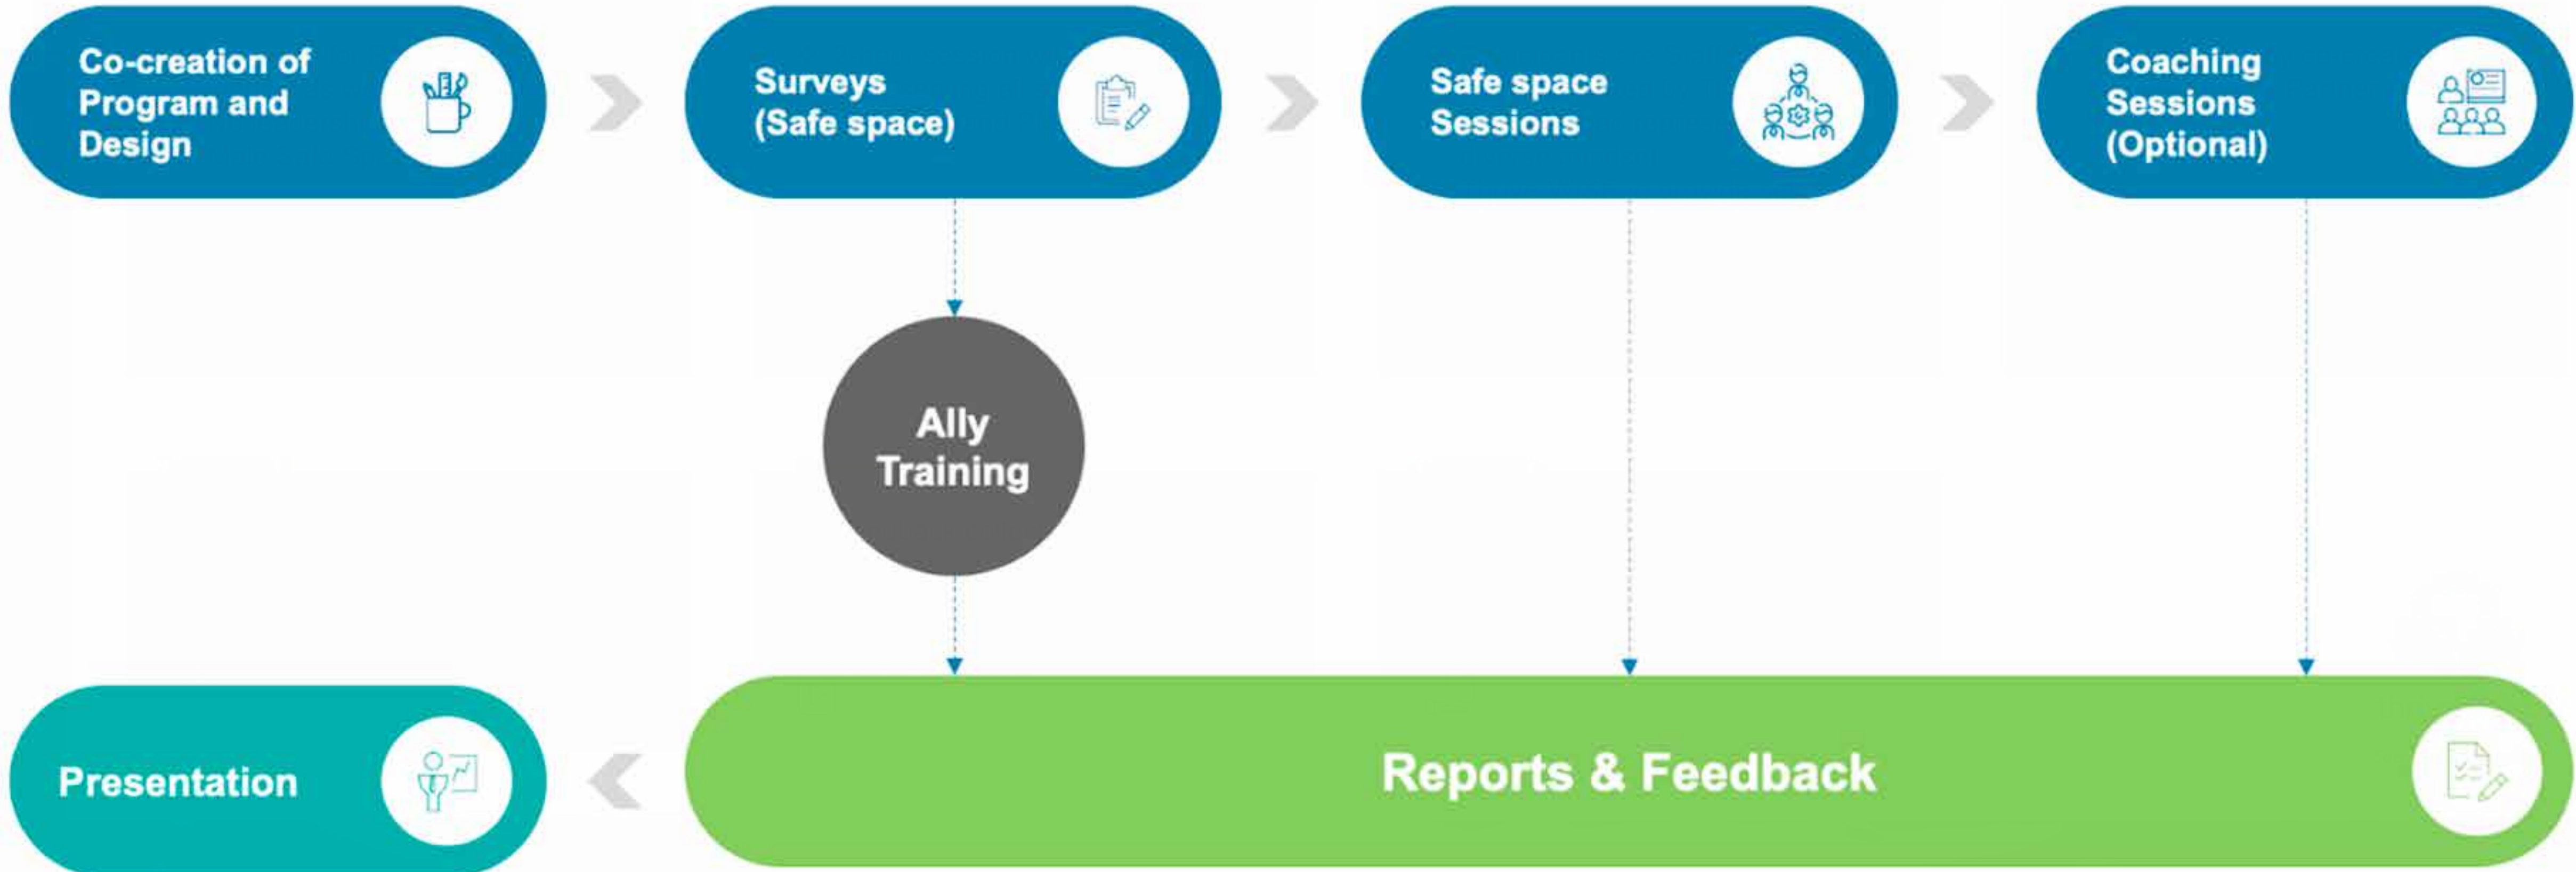 Co-creation of
Program and
Design
Surveys
(Safe space)
Safe space
Sessions
Coaching
Sessions
(Optional)
Ally
Training
Presentation
Reports & Feedback